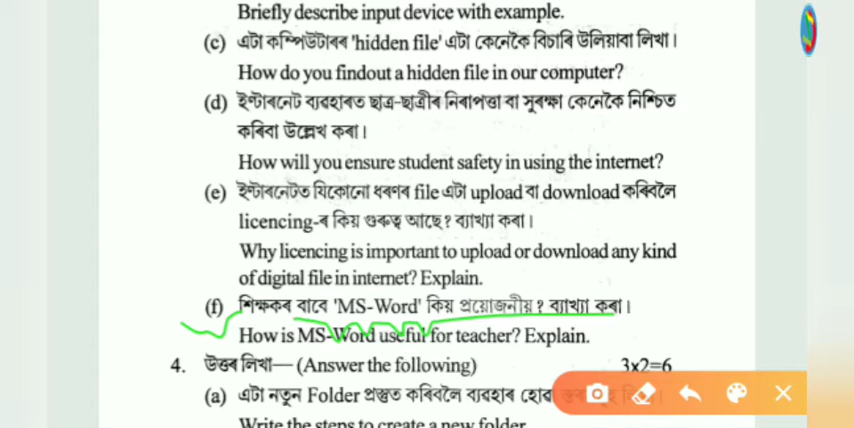 Briefly describe input device with example.
(c) এটা কম্পিউটাৰৰ 'hidden file' এটা কেনেকৈ বিচাৰি উলিয়াবা লিখা।
How do you findout a hidden file in our computer?
(d) ইণ্টাৰনেট ব্যৱহাৰত ছাত্ৰ-ছাত্ৰীৰ নিৰাপত্তা বা সুৰক্ষা কেনেকৈ নিশ্চিত
কৰিবা উল্লেখ কৰা।
How will you ensure student safety in using the internet?
(e) ইণ্টাৰনেটত যিকোনো ধৰণৰ file এটা upload বা download কৰিবলৈ
licencing-ৰ কিয় গুৰুত্ব আছে? ব্যাখ্যা কৰা।
Why licencing is important to upload or download any kind
of digital file in internet? Explain.
(f) শিক্ষকৰ বাবে 'MS-Word' কিয় প্ৰয়োজনীয়? ব্যাখ্যা কৰা।
How is MS-Word useful for teacher? Explain.
4. উত্তৰ লিখা— (Answer the following) 3x2=6
(a) এটা নতুন Folder প্ৰস্তুত কৰিবলৈ ব্যৱহাৰ হোৱা
Write the steps to create a new folder.